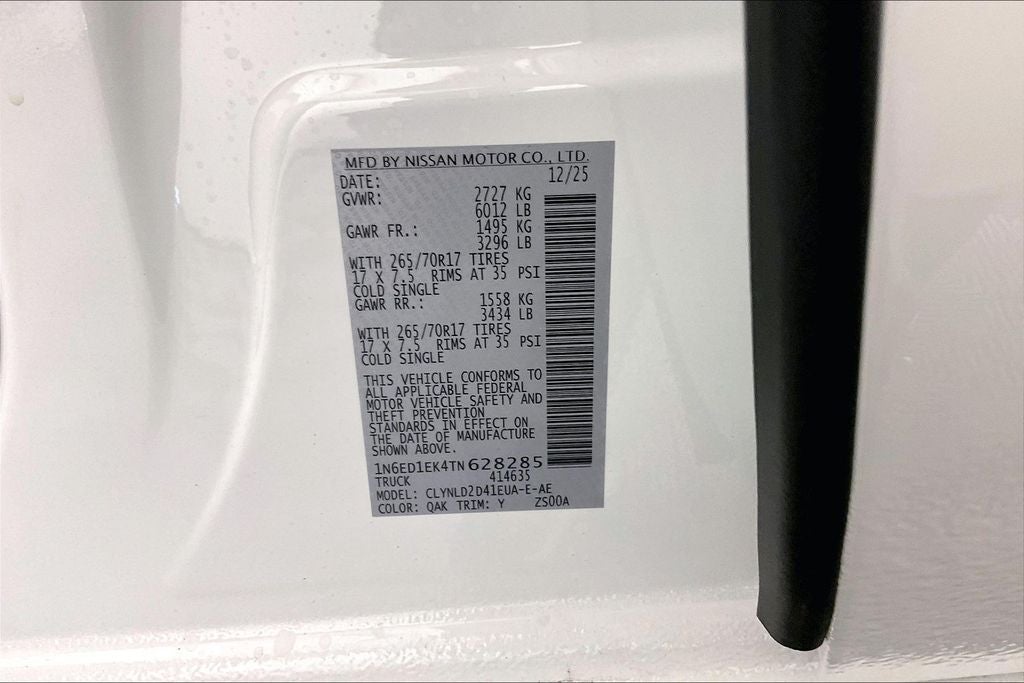 MFD BY NISSAN MOTOR CO., LTD.
DATE: 12/25
GVWR: 2727 KG
6012 LB
GAWR FR.: 1495 KG
3296 LB
WITH 265/70R17 TIRES
17 X 7.5 RIMS AT 35 PSI
COLD SINGLE
GAWR RR.: 1558 KG
3434 LB
WITH 265/70R17 TIRES
17 X 7.5 RIMS AT 35 PSI
COLD SINGLE
THIS VEHICLE CONFORMS TO
ALL APPLICABLE FEDERAL
MOTOR VEHICLE SAFETY AND
THEFT PREVENTION
STANDARDS IN EFFECT ON
THE DATE OF MANUFACTURE
SHOWN ABOVE.
1N6ED1EK4TN628285
TRUCK 414635
MODEL: CLYNLD2D41EUA-E-AE
COLOR: QAK TRIM: Y ZS00A